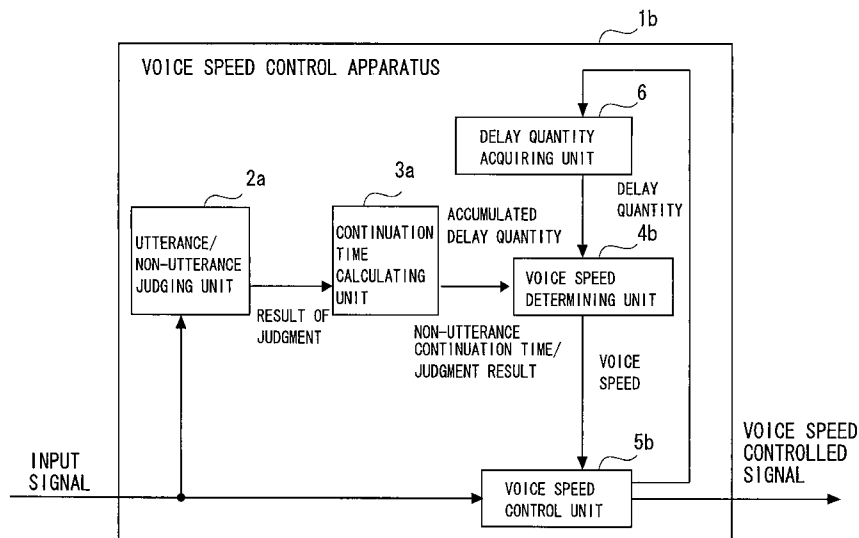 1b
VOICE SPEED CONTROL APPARATUS
6
DELAY QUANTITY
ACQUIRING UNIT
2a
3a
DELAY
QUANTITY
4b
UTTERANCE/
NON-UTTERANCE
JUDGING UNIT
CONTINUATION
TIME
CALCULATING
UNIT
ACCUMULATED
DELAY QUANTITY
VOICE SPEED
DETERMINING UNIT
RESULT OF
JUDGMENT
NON-UTTERANCE
CONTINUATION TIME/
JUDGMENT RESULT
VOICE
SPEED
5b
INPUT
SIGNAL
VOICE SPEED
CONTROL UNIT
VOICE SPEED
CONTROLLED
SIGNAL